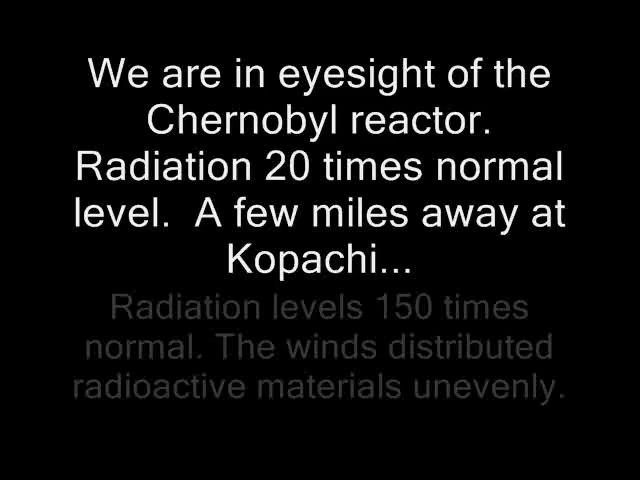 We are in eyesight of the
Chernobyl reactor.
Radiation 20 times normal
level.  A few miles away at
Kopachi...
Radiation levels 150 times
normal. The winds distributed
radioactive materials unevenly.